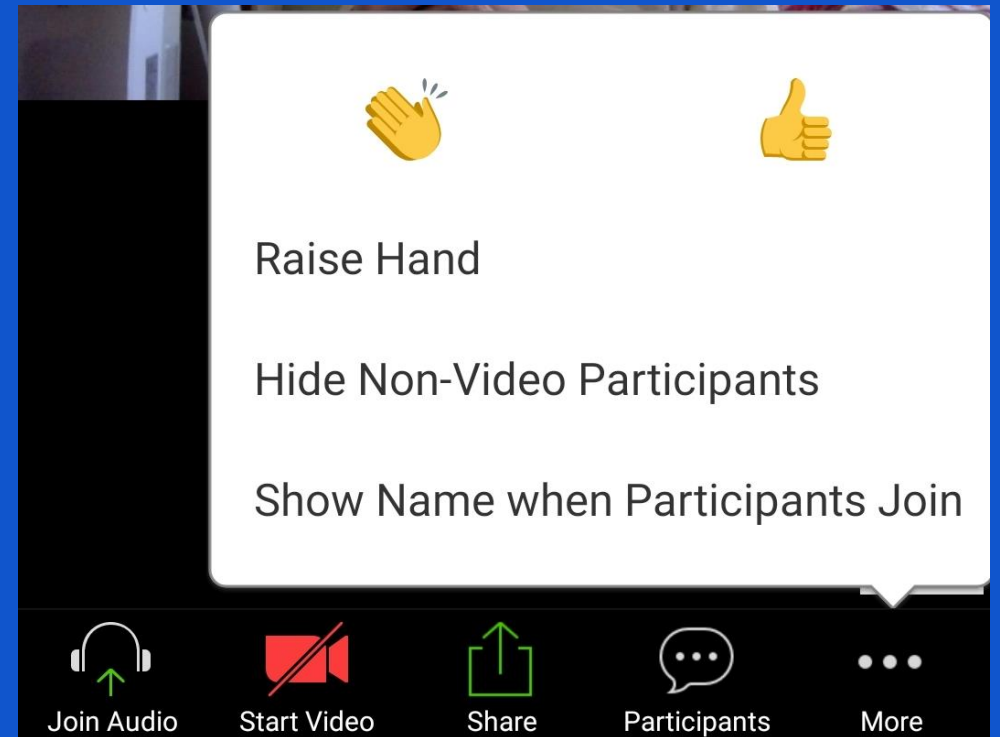 Raise Hand
Hide Non-Video Participants
Show Name when Participants Join
Join Audio
Start Video
Share
Participants
More